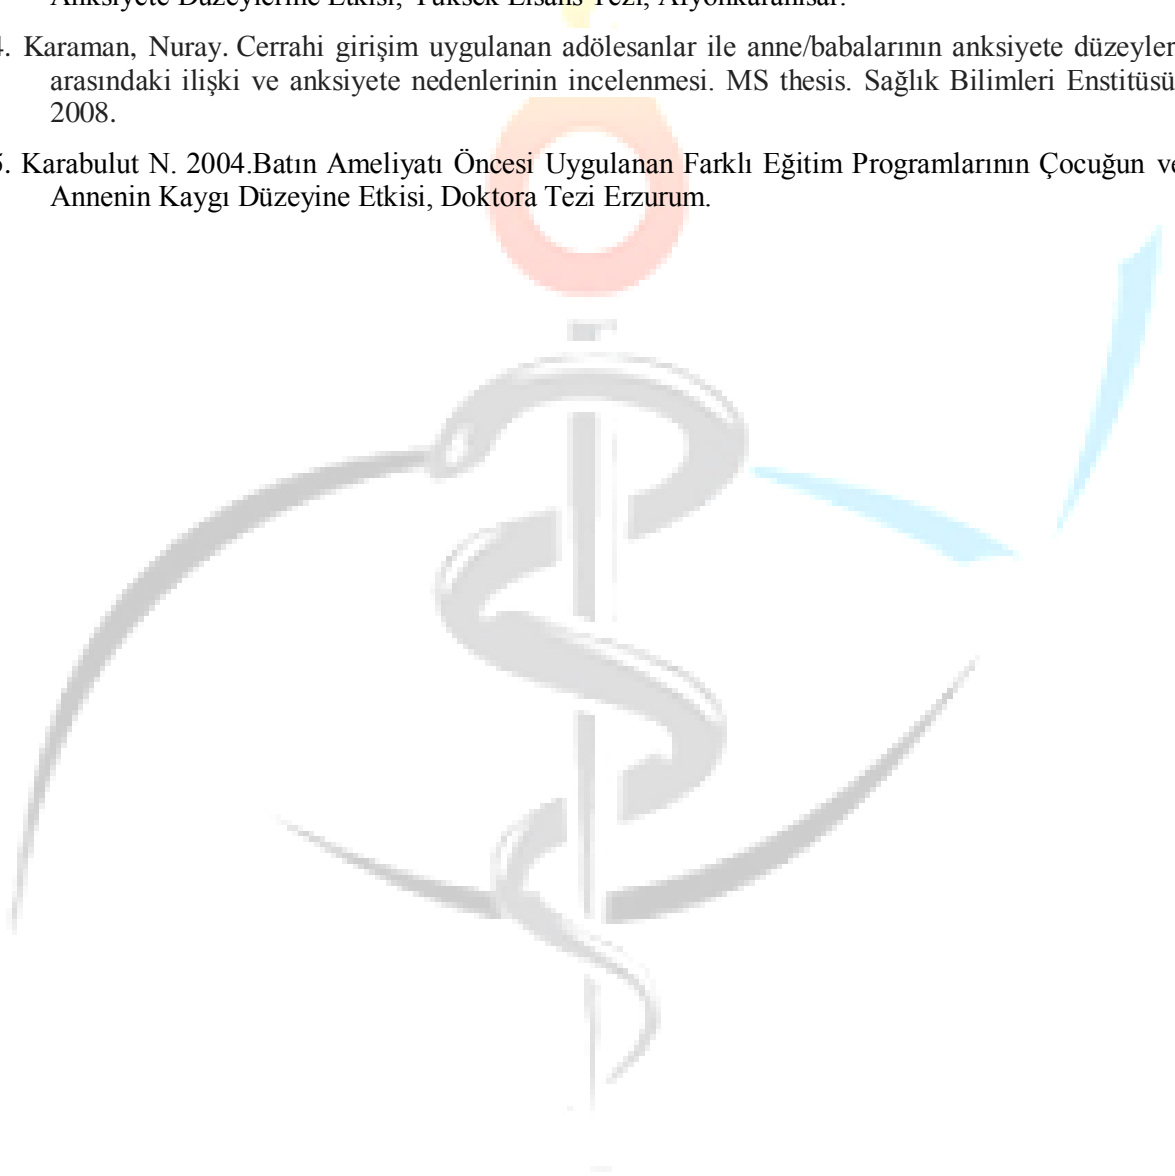 Anksiyete Düzeylerine Etkisi, Yüksek Lisans Tezi, Afyonkarahisar.
4. Karaman, Nuray. Cerrahi girişim uygulanan adölesanlar ile anne/babalarının anksiyete düzeyler
arasındaki ilişki ve anksiyete nedenlerinin incelenmesi. MS thesis. Sağlık Bilimleri Enstitüsü
2008.
5. Karabulut N. 2004.Batın Ameliyatı Öncesi Uygulanan Farklı Eğitim Programlarının Çocuğun ve
Annenin Kaygı Düzeyine Etkisi, Doktora Tezi Erzurum.